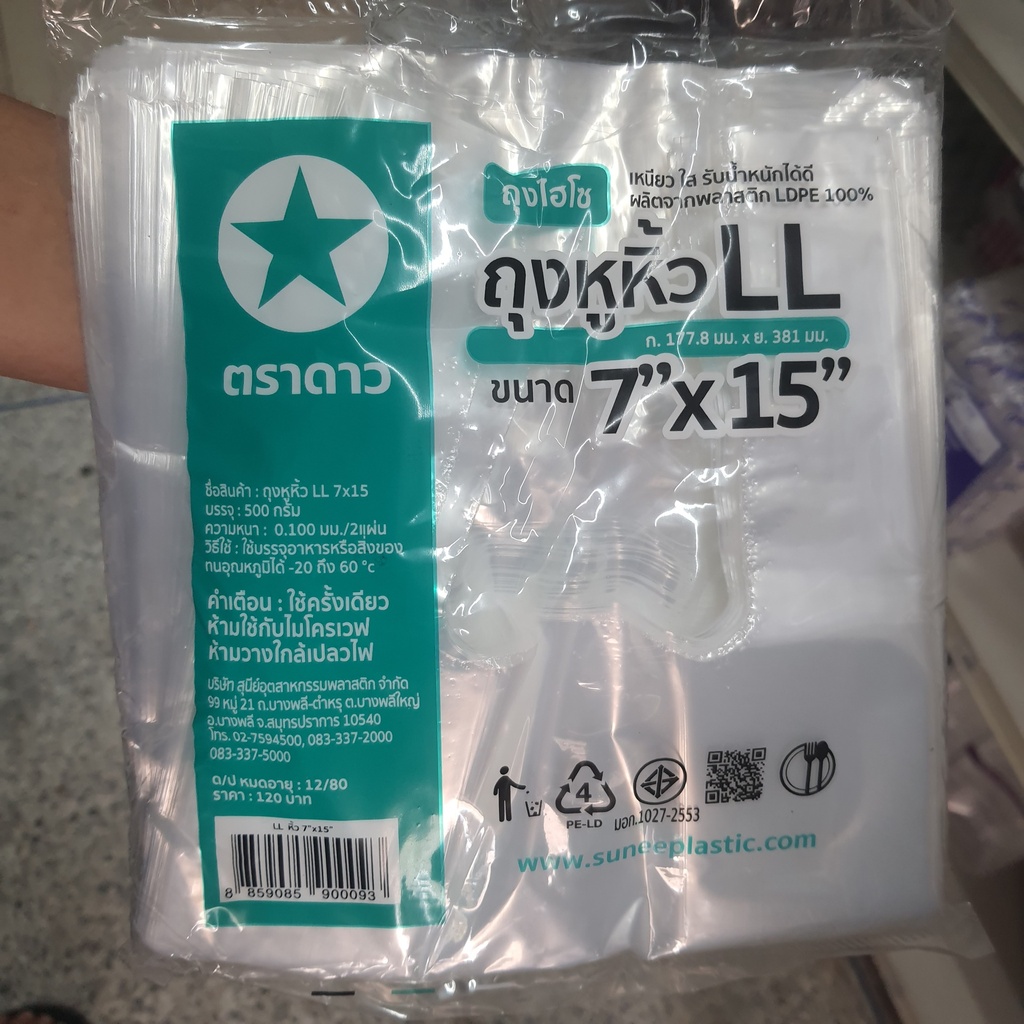 ตราดาว
ชื่อสินค้า : ถุงหูหิ้ว LL 7x15
บรรจุ : 500 กรัม
ความหนา : 0.100 มม./2แผ่น
วิธีใช้ : ใช้บรรจุอาหารหรือสิ่งของ
ทนอุณหภูมิได้ -20 ถึง 60 °c
คำเตือน : ใช้ครั้งเดียว
ห้ามใช้กับไมโครเวฟ
ห้ามวางใกล้เปลวไฟ
บริษัท สุนีย์อุตสาหกรรมพลาสติก จำกัด
99 หมู่ 21 ถ.บางพลี-ตำหรุ ต.บางพลีใหญ่
อ.บางพลี จ.สมุทรปราการ 10540
โทร. 02-7594500, 083-337-2000
083-337-5000
ด/ป หมดอายุ : 12/80
ราคา : 120 บาท
LL หิ้ว 7"x15"
8 859085 900093
ถุงไฮโซ
เหนียว ใส รับน้ำหนักได้ดี
ผลิตจากพลาสติก LDPE 100%
ถุงหูหิ้ว LL
ก. 177.8 มม. x ย. 381 มม.
ขนาด 7”x 15”
4
PE-LD
มอก.1027-2553
www.suneeplastic.com